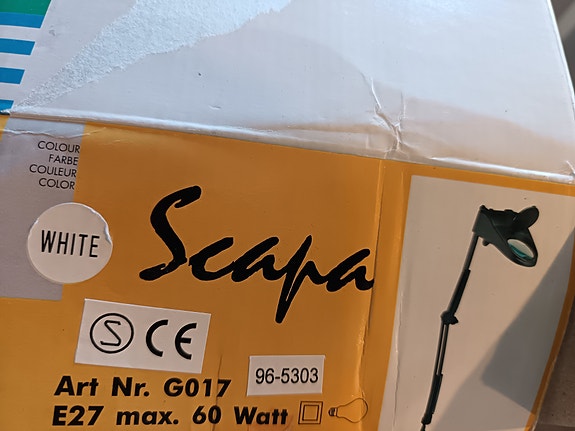 COLOUR
FARBE
COULEUR
COLOR
WHITE
Scapa
S CE
96-5303
Art Nr. G017
E27 max. 60 Watt